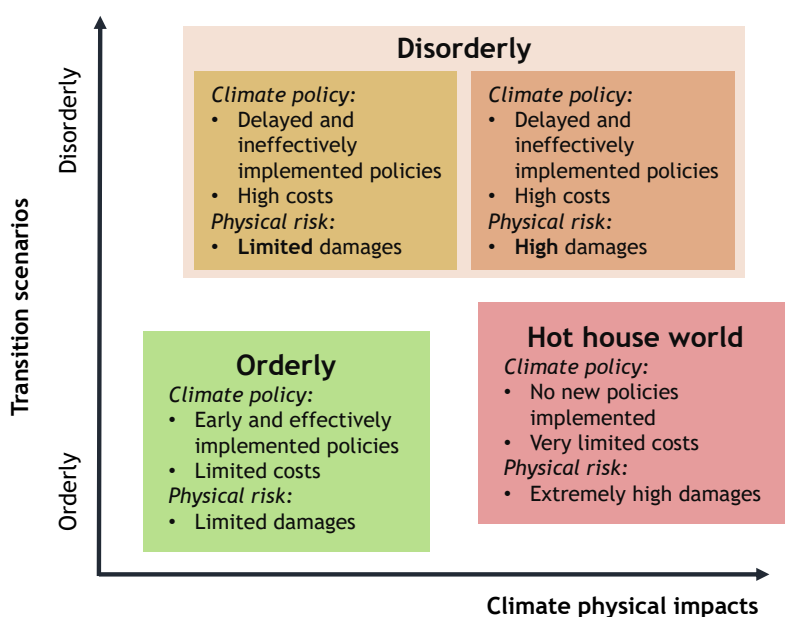 Disorderly
Climate policy:
• Delayed and
ineffectively
implemented policies
• High costs
Physical risk:
• Limited damages
Climate policy:
• Delayed and
ineffectively
implemented policies
• High costs
Physical risk:
• High damages
Transition scenarios
Disorderly
Orderly
Orderly
Climate policy:
• Early and effectively
implemented policies
• Limited costs
Physical risk:
• Limited damages
Hot house world
Climate policy:
• No new policies
implemented
• Very limited costs
Physical risk:
• Extremely high damages
Climate physical impacts